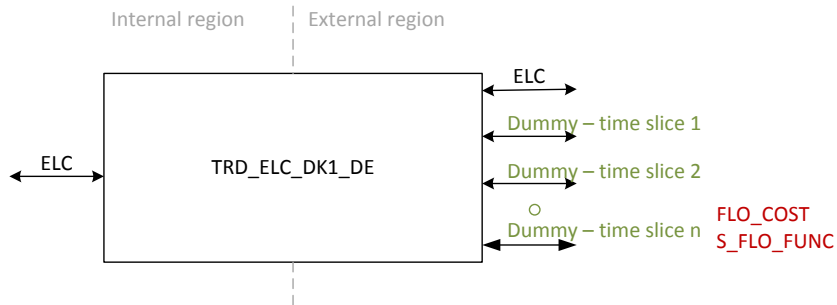 Internal region
External region
ELC
Dummy – time slice 1
ELC
TRD_ELC_DK1_DE
Dummy – time slice 2
Dummy – time slice n
FLO_COST
S_FLO_FUNC